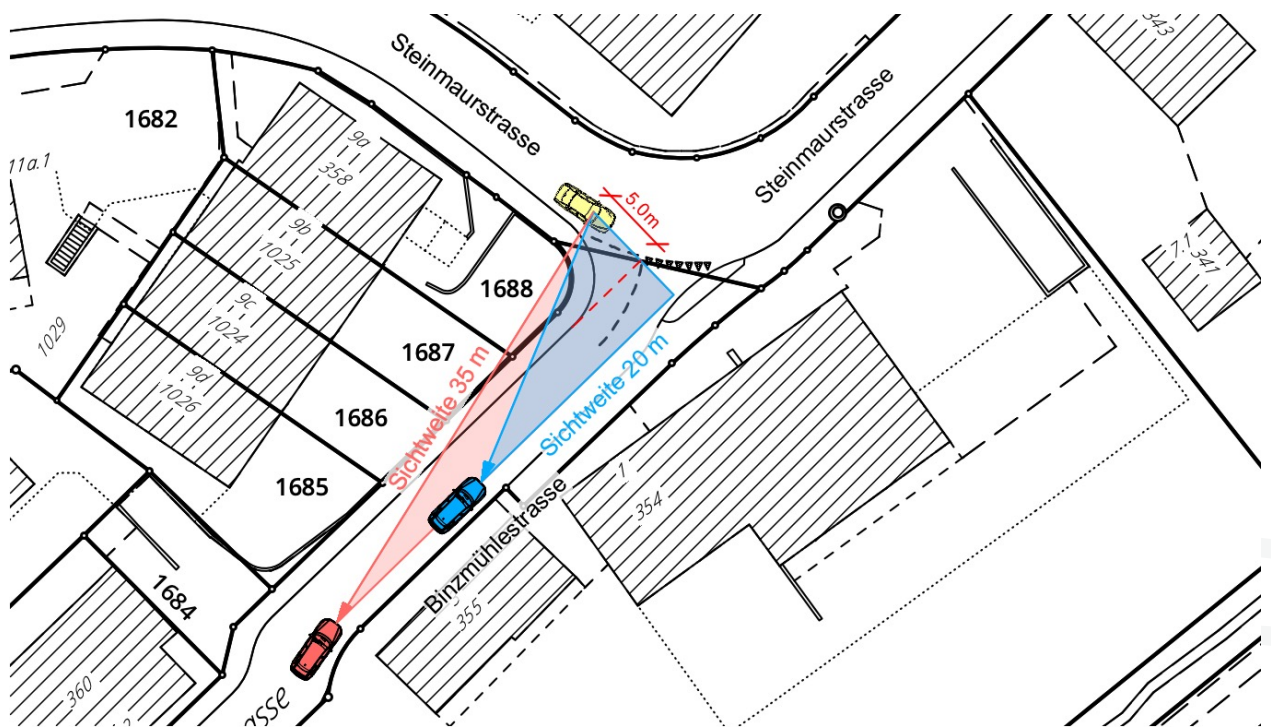 343
Steinmaurstrasse
Steinmaurstrasse
1682
9a
358
11a.1
5.0m
9b
1025
1688
7.1
341
9c
1024
1029
1687
9d
1026
Sichtweite 35 m
Sichtweite 20 m
1686
1685
1
354
Binzmühlestrasse
1684
355
360
asse